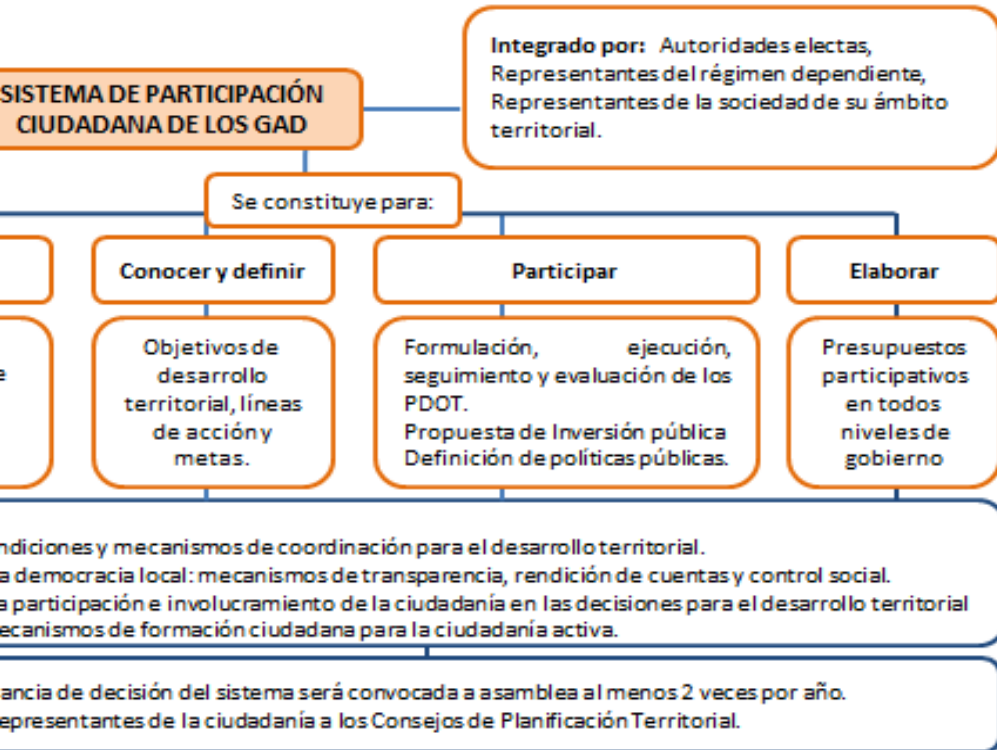 Integrado por: Autoridades electas,
Representantes del régimen dependiente,
Representantes de la sociedad de su ámbito
territorial.
SISTEMA DE PARTICIPACIÓN
CIUDADANA DE LOS GAD
Se constituye para:
Conocer y definir
Participar
Elaborar
Objetivos de
desarrollo
territorial, líneas
de acción y
metas.
Formulación, ejecución,
seguimiento y evaluación de los
PDOT.
Propuesta de Inversión pública
Definición de políticas públicas.
Presupuestos
participativos
en todos
niveles de
gobierno
ndiciones y mecanismos de coordinación para el desarrollo territorial.
a democracia local: mecanismos de transparencia, rendición de cuentas y control social.
a participación e involucramiento de la ciudadanía en las decisiones para el desarrollo territorial
ecanismos de formación ciudadana para la ciudadanía activa.
ancia de decisión del sistema será convocada a asamblea al menos 2 veces por año.
epresentantes de la ciudadanía a los Consejos de Planificación Territorial.